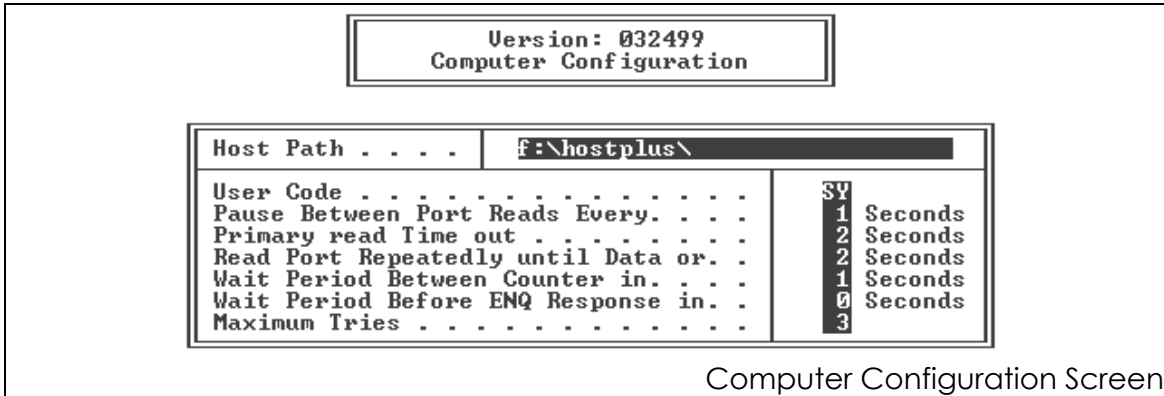 Version: 032499
Computer Configuration
Host Path . . . . f:\hostplus\
User Code . . . . . . . . . . . . . . SY
Pause Between Port Reads Every. . . . 1 Seconds
Primary read Time out . . . . . . . . 2 Seconds
Read Port Repeatedly until Data or. . 2 Seconds
Wait Period Between Counter in. . . . 1 Seconds
Wait Period Before ENQ Response in. . 0 Seconds
Maximum Tries . . . . . . . . . . . . 3
Computer Configuration Screen